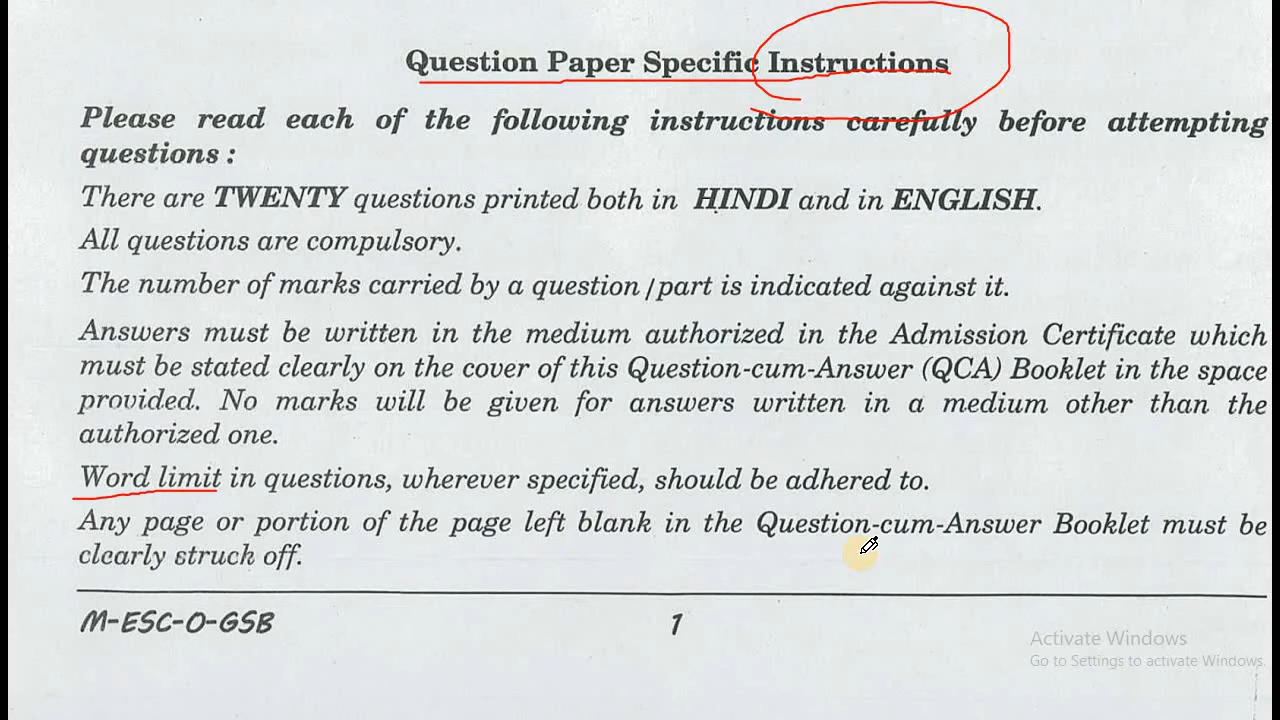 Question Paper Specific Instructions
Please read each of the following instructions carefully before attempting
questions :
There are TWENTY questions printed both in HINDI and in ENGLISH.
All questions are compulsory.
The number of marks carried by a question/part is indicated against it.
Answers must be written in the medium authorized in the Admission Certificate which
must be stated clearly on the cover of this Question-cum-Answer (QCA) Booklet in the space
provided. No marks will be given for answers written in a medium other than the
authorized one.
Word limit in questions, wherever specified, should be adhered to.
Any page or portion of the page left blank in the Question-cum-Answer Booklet must be
clearly struck off.
M-ESC-O-GSB 1
Activate Windows
Go to Settings to activate Windows.